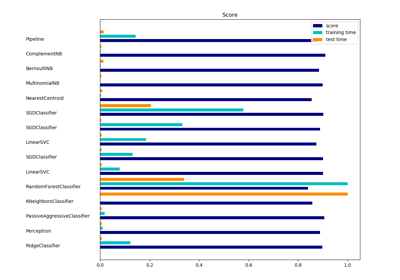 Score
score
training time
test time
Pipeline
ComplementNB
BernoulliNB
MultinomialNB
NearestCentroid
SGDClassifier
SGDClassifier
LinearSVC
SGDClassifier
LinearSVC
RandomForestClassifier
KNeighborsClassifier
PassiveAggressiveClassifier
Perceptron
RidgeClassifier
0.0 0.2 0.4 0.6 0.8 1.0